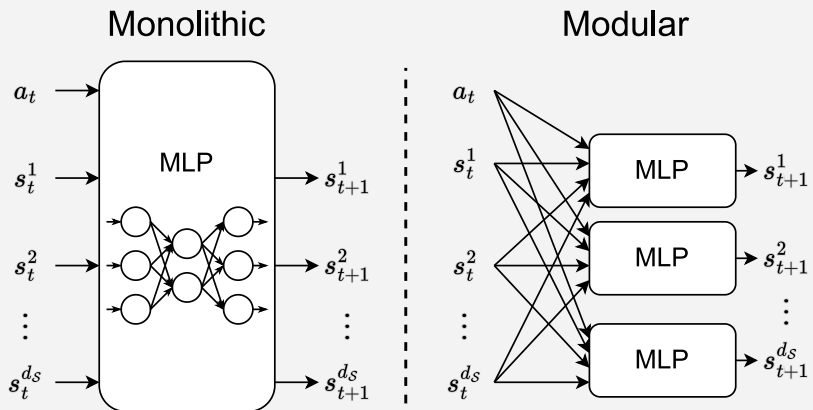 Monolithic
a_t
s_t^1
s_t^2
⋮
s_t^{d_S}
MLP
s_{t+1}^1
s_{t+1}^2
⋮
s_{t+1}^{d_S}
Modular
a_t
s_t^1
s_t^2
⋮
s_t^{d_S}
MLP
MLP
MLP
s_{t+1}^1
s_{t+1}^2
⋮
s_{t+1}^{d_S}